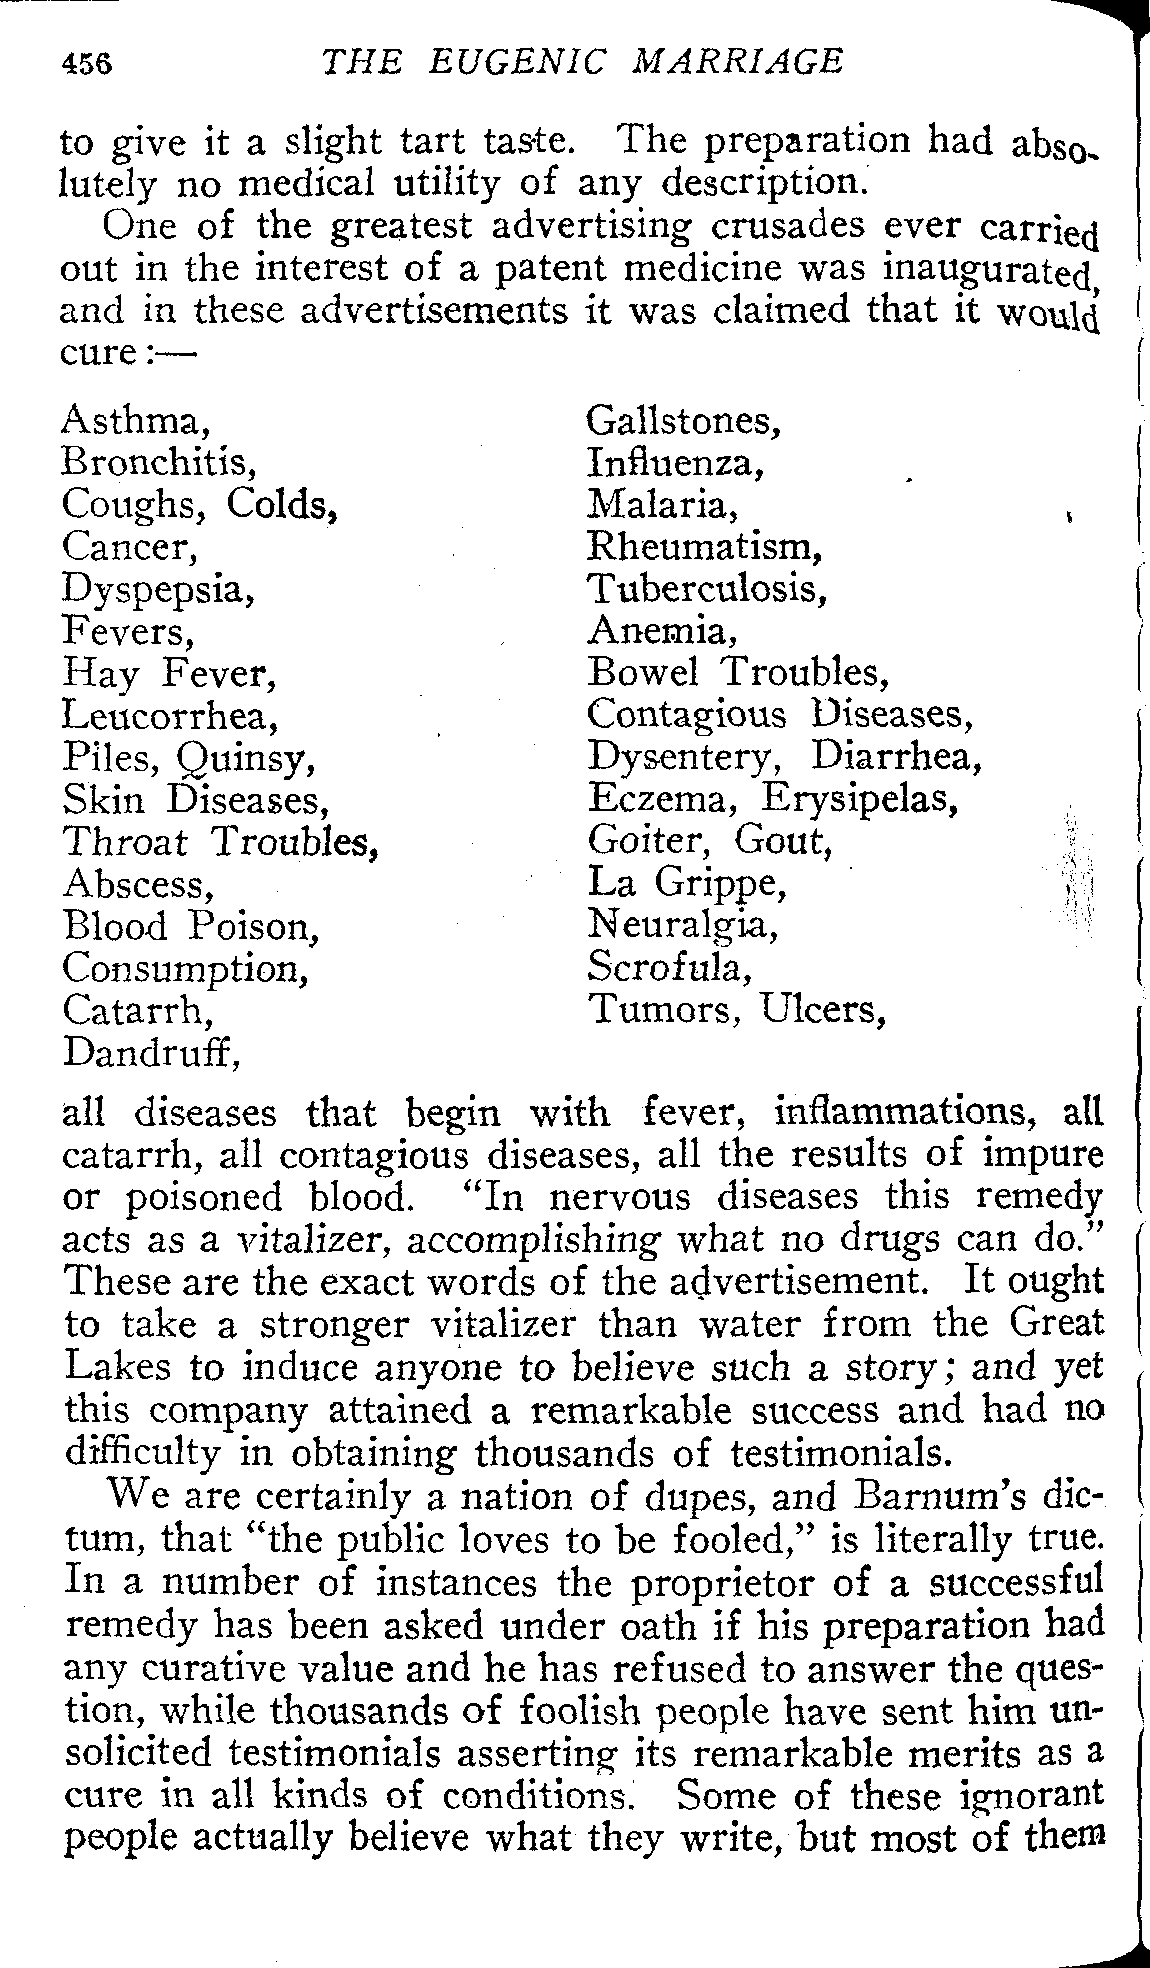 456 THE EUGENIC MARRIAGE
to give it a slight tart taste. The preparation had abso-
lutely no medical utility of any description.
One of the greatest advertising crusades ever carried
out in the interest of a patent medicine was inaugurated,
and in these advertisements it was claimed that it would
cure:—
Asthma,
Bronchitis,
Coughs, Colds,
Cancer,
Dyspepsia,
Fevers,
Hay Fever,
Leucorrhea,
Piles, Quinsy,
Skin Diseases,
Throat Troubles,
Abscess,
Blood Poison,
Consumption,
Catarrh,
Dandruff,
Gallstones,
Influenza,
Malaria,
Rheumatism,
Tuberculosis,
Anemia,
Bowel Troubles,
Contagious Diseases,
Dysentery, Diarrhea,
Eczema, Erysipelas,
Goiter, Gout,
La Grippe,
Neuralgia,
Scrofula,
Tumors, Ulcers,
all diseases that begin with fever, inflammations, all
catarrh, all contagious diseases, all the results of impure
or poisoned blood. “In nervous diseases this remedy
acts as a vitalizer, accomplishing what no drugs can do.”
These are the exact words of the advertisement. It ought
to take a stronger vitalizer than water from the Great
Lakes to induce anyone to believe such a story; and yet
this company attained a remarkable success and had no
difficulty in obtaining thousands of testimonials.
We are certainly a nation of dupes, and Barnum’s dic-
tum, that “the public loves to be fooled,” is literally true.
In a number of instances the proprietor of a successful
remedy has been asked under oath if his preparation had
any curative value and he has refused to answer the ques-
tion, while thousands of foolish people have sent him un-
solicited testimonials asserting its remarkable merits as a
cure in all kinds of conditions. Some of these ignorant
people actually believe what they write, but most of them